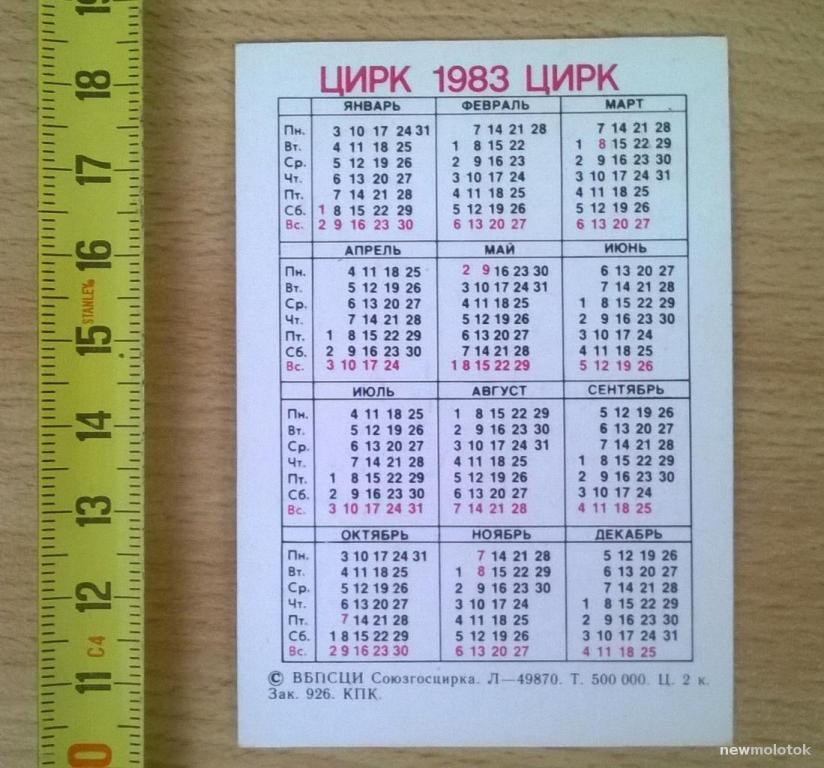 19
18
17
16
STANLEY
15
14
13
12
C4
11
0
ЦИРК 1983 ЦИРК
ЯНВАРЬ ФЕВРАЛЬ МАРТ
Пн. 3 10 17 24 31 7 14 21 28 7 14 21 28
Вт. 4 11 18 25 1 8 15 22 1 8 15 22 29
Ср. 5 12 19 26 2 9 16 23 2 9 16 23 30
Чт. 6 13 20 27 3 10 17 24 3 10 17 24 31
Пт. 7 14 21 28 4 11 18 25 4 11 18 25
Сб. 1 8 15 22 29 5 12 19 26 5 12 19 26
Вс. 2 9 16 23 30 6 13 20 27 6 13 20 27
АПРЕЛЬ МАЙ ИЮНЬ
Пн. 4 11 18 25 2 9 16 23 30 6 13 20 27
Вт. 5 12 19 26 3 10 17 24 31 7 14 21 28
Ср. 6 13 20 27 4 11 18 25 1 8 15 22 29
Чт. 7 14 21 28 5 12 19 26 2 9 16 23 30
Пт. 1 8 15 22 29 6 13 20 27 3 10 17 24
Сб. 2 9 16 23 30 7 14 21 28 4 11 18 25
Вс. 3 10 17 24 1 8 15 22 29 5 12 19 26
ИЮЛЬ АВГУСТ СЕНТЯБРЬ
Пн. 4 11 18 25 1 8 15 22 29 5 12 19 26
Вт. 5 12 19 26 2 9 16 23 30 6 13 20 27
Ср. 6 13 20 27 3 10 17 24 31 7 14 21 28
Чт. 7 14 21 28 4 11 18 25 1 8 15 22 29
Пт. 1 8 15 22 29 5 12 19 26 2 9 16 23 30
Сб. 2 9 16 23 30 6 13 20 27 3 10 17 24
Вс. 3 10 17 24 31 7 14 21 28 4 11 18 25
ОКТЯБРЬ НОЯБРЬ ДЕКАБРЬ
Пн. 3 10 17 24 31 7 14 21 28 5 12 19 26
Вт. 4 11 18 25 1 8 15 22 29 6 13 20 27
Ср. 5 12 19 26 2 9 16 23 30 7 14 21 28
Чт. 6 13 20 27 3 10 17 24 1 8 15 22 29
Пт. 7 14 21 28 4 11 18 25 2 9 16 23 30
Сб. 1 8 15 22 29 5 12 19 26 3 10 17 24 31
Вс. 2 9 16 23 30 6 13 20 27 4 11 18 25
© ВБПСЦИ Союзгосцирка. Л—49870. Т. 500 000. Ц. 2 к.
Зак. 926. КПК.
newmolotok